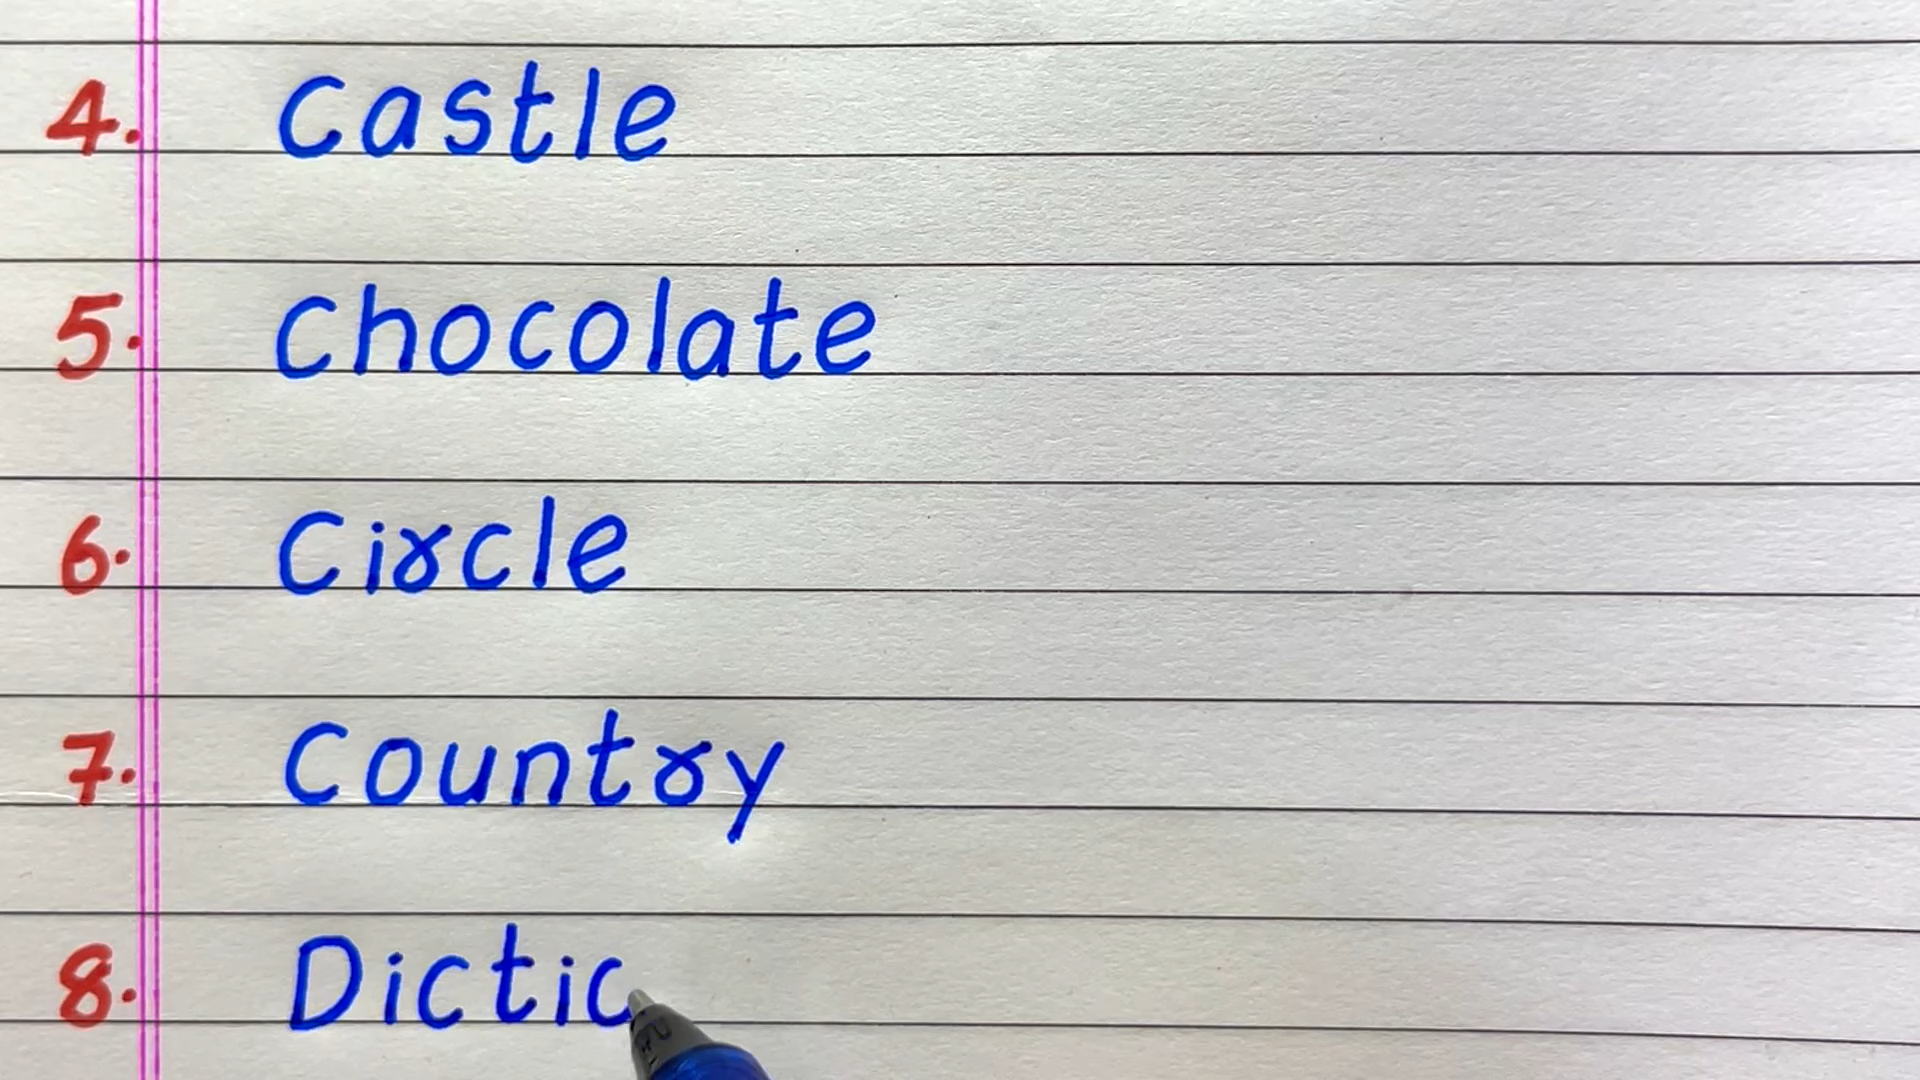 4. Castle
5. Chocolate
6. Circle
7. Country
8. Dictic